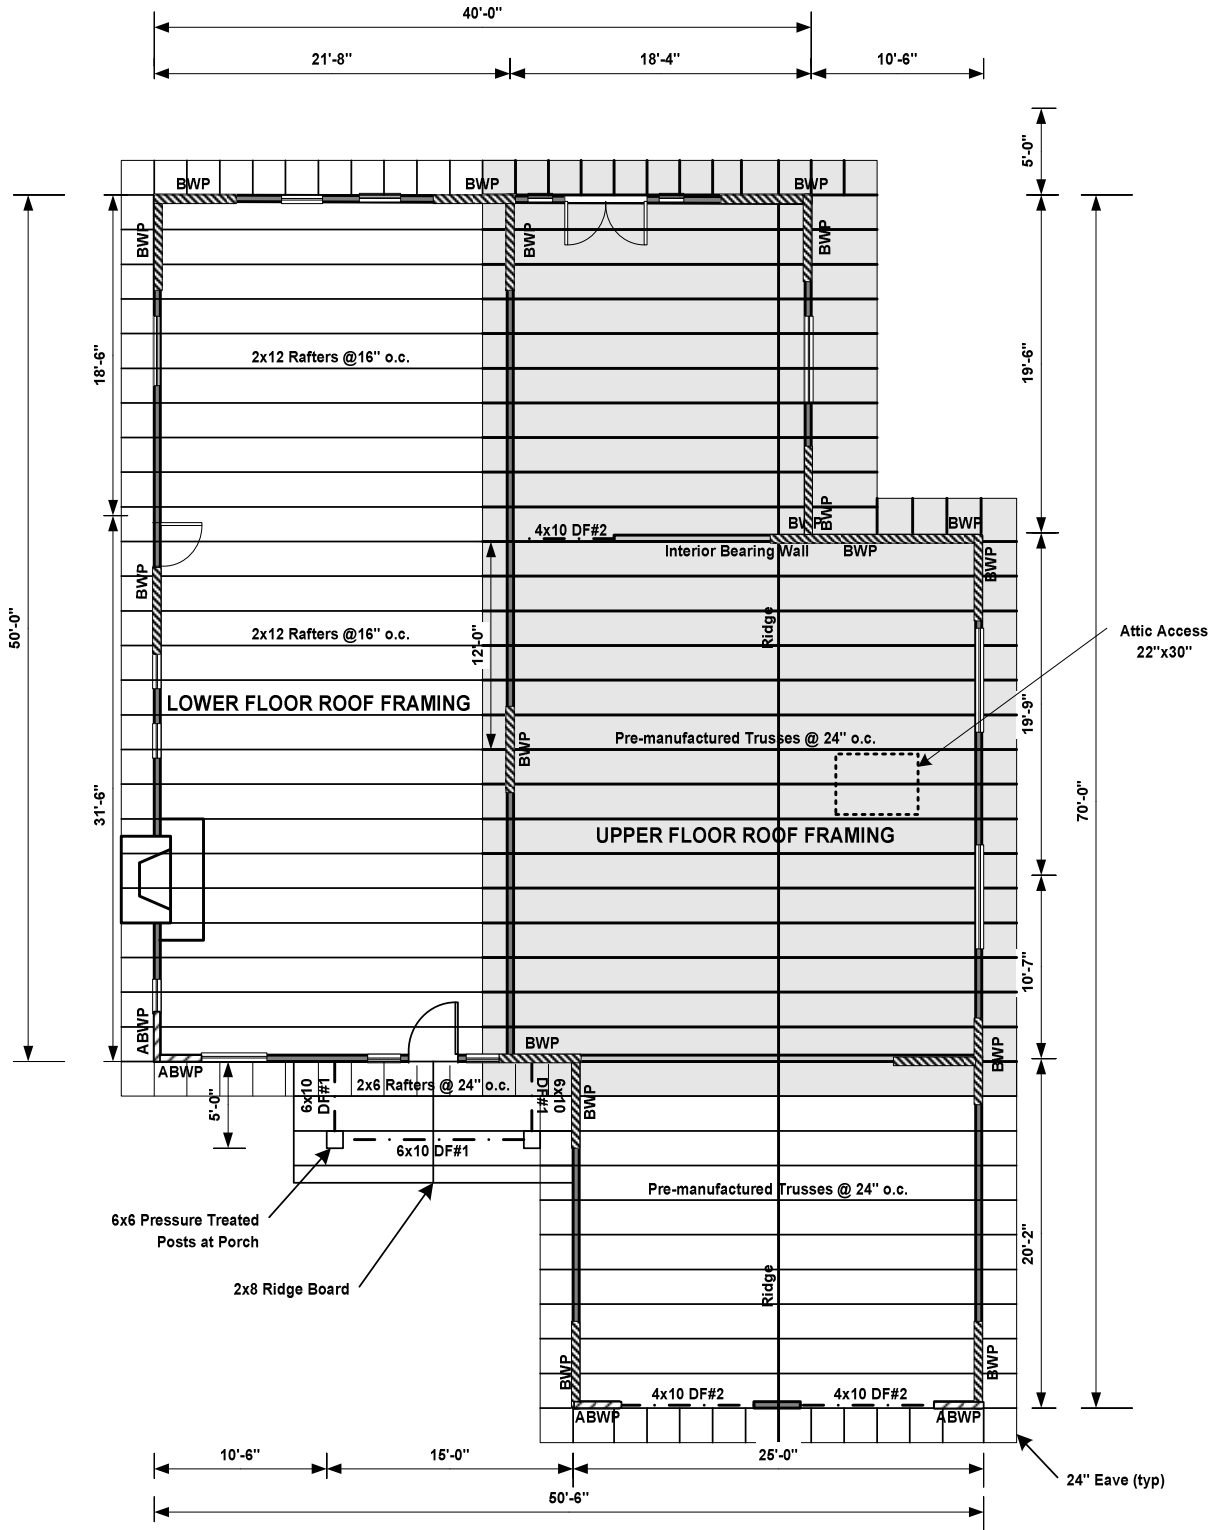 40'-0"
21'-8"
18'-4"
10'-6"
5'-0"
BWP
BWP
BWP
BWP
BWP
BWP
18'-6"
2x12 Rafters @16" o.c.
19'-6"
BWP
4x10 DF#2
BWP
BWP
Interior Bearing Wall
BWP
BWP
BWP
50'-0"
2x12 Rafters @16" o.c.
12'-0"
Ridge
Attic Access
22"x30"
LOWER FLOOR ROOF FRAMING
19'-9"
Pre-manufactured Trusses @ 24" o.c.
BWP
70'-0"
31'-6"
UPPER FLOOR ROOF FRAMING
10'-7"
ABWP
BWP
BWP
ABWP
2x6 Rafters @ 24" o.c.
6x10
DF#1
6x10
DF#1
BWP
5'-0"
6x10 DF#1
Pre-manufactured Trusses @ 24" o.c.
6x6 Pressure Treated
Posts at Porch
20'-2"
2x8 Ridge Board
Ridge
BWP
BWP
4x10 DF#2
4x10 DF#2
ABWP
ABWP
10'-6"
15'-0"
25'-0"
24" Eave (typ)
50'-6"